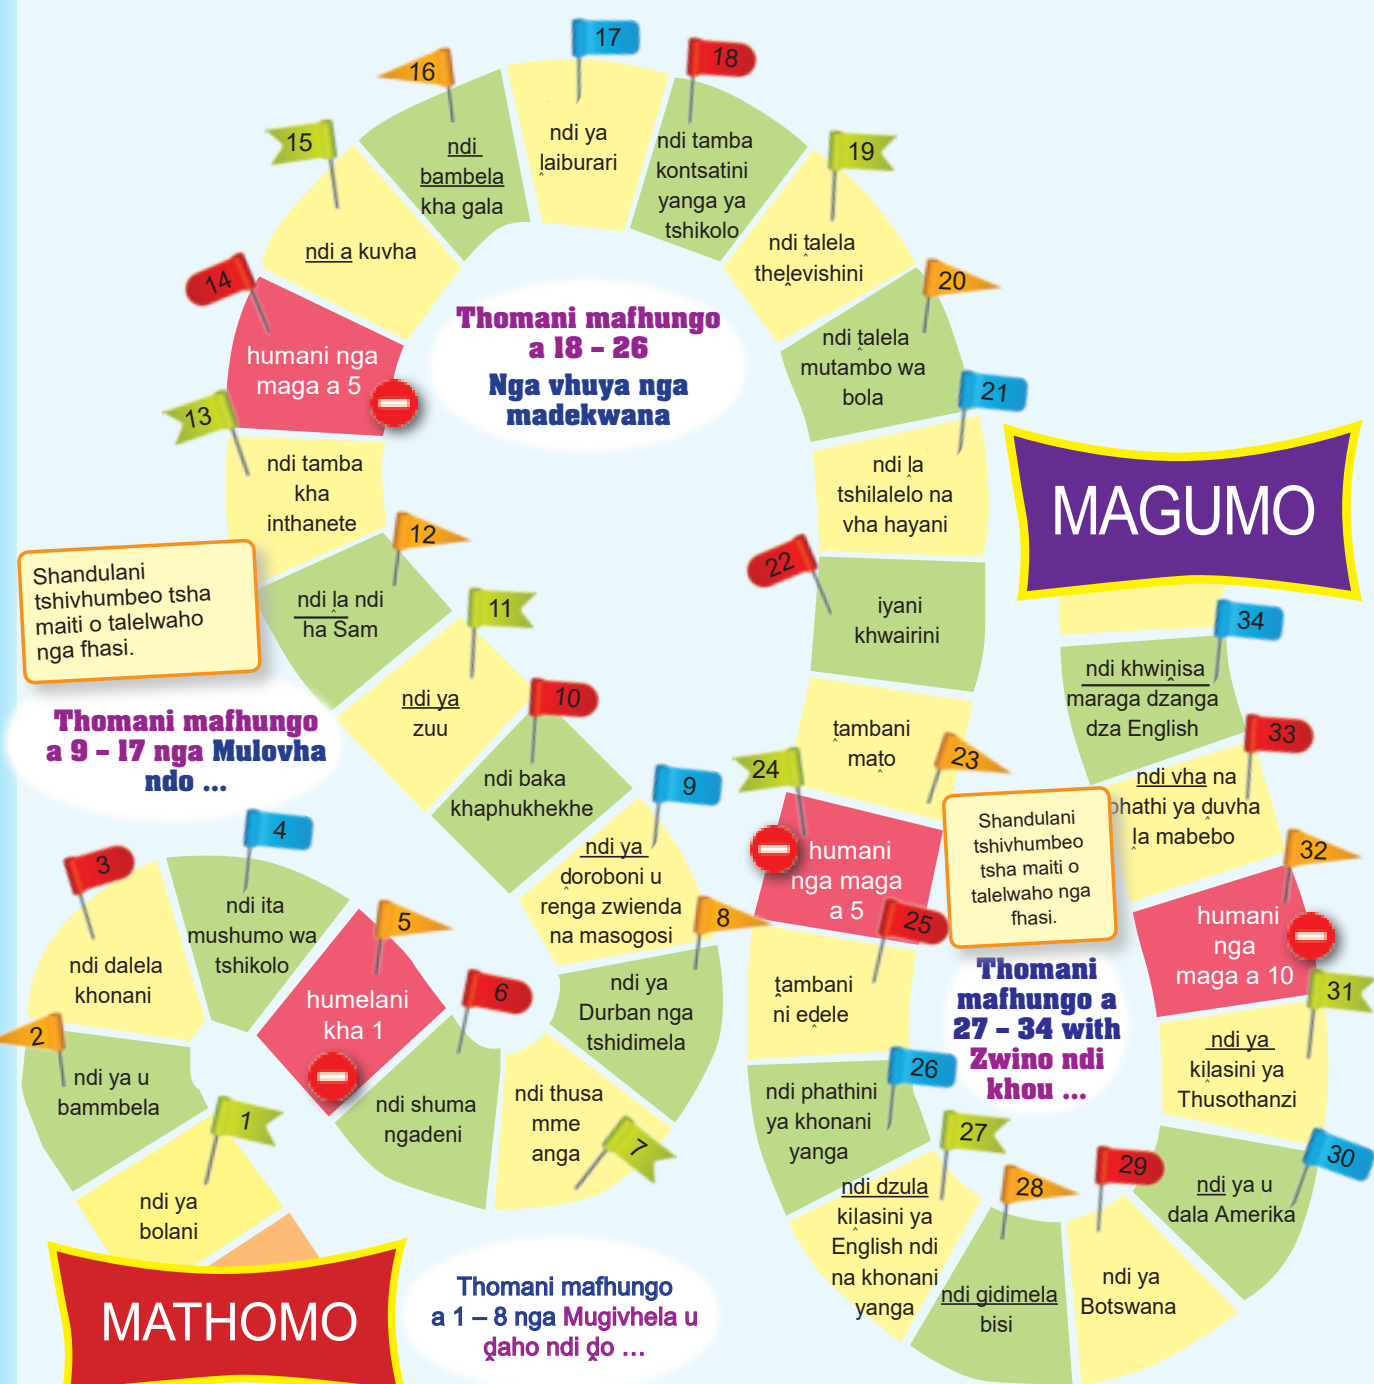 MATHOMO
Thomani mafhungo
a 1 – 8 nga Mugivhela u
ḓaho ndi ḓo ...
1
ndi ya
bolani
2
ndi ya u
bammbela
3
ndi dalela
khonani
4
ndi ita
mushumo wa
tshikolo
5
humelani
kha 1
6
ndi shuma
ngadeni
7
ndi thusa
mme
anga
8
ndi ya
Durban nga
tshidimela
Thomani mafhungo
a 9 – 17 nga Mulovha
ndo ...
Shandulani
tshivhumbeo tsha
maiti o talelwaho
nga fhasi.
9
ndi ya
ḓoroboni u
renga zwienda
na masogosi
10
ndi baka
khaphukhekhe
11
ndi ya
zuu
12
ndi ḽa ndi
ha Sam
13
ndi tamba
kha
inthanete
14
humani nga
maga a 5
15
ndi a kuvha
16
ndi
bambela
kha gala
17
ndi ya
ḽaiburari
Thomani mafhungo
a 18 – 26
Nga vhuya nga
madekwana
18
ndi tamba
kontsatini
yanga ya
tshikolo
19
ndi ṱalela
theḽevishini
20
ndi ṱalela
mutambo wa
bola
21
ndi ḽa
tshilalelo na
vha hayani
22
iyani
khwairini
23
ṱambani
maṱo
24
humani
nga maga
a 5
25
ṱambani
ni eḓele
26
ndi phathini
ya khonani
yanga
Shandulani
tshivhumbeo
tsha maiti o
talelwaho nga
fhasi.
Thomani
mafhungo a
27 – 34 with
Zwino ndi
khou ...
27
ndi dzula
kiḽasini ya
English ndi
na khonani
yanga
28
ndi gidimela
bisi
29
ndi ya
Botswana
30
ndi ya u
dala Amerika
31
ndi ya
kiḽasini ya
Thusothanzi
32
humani
nga
maga a 10
33
ndi vha na
phathi ya ḓuvha
ḽa mabebo
34
ndi khwiṋisa
maraga dzanga
dza English
MAGUMO